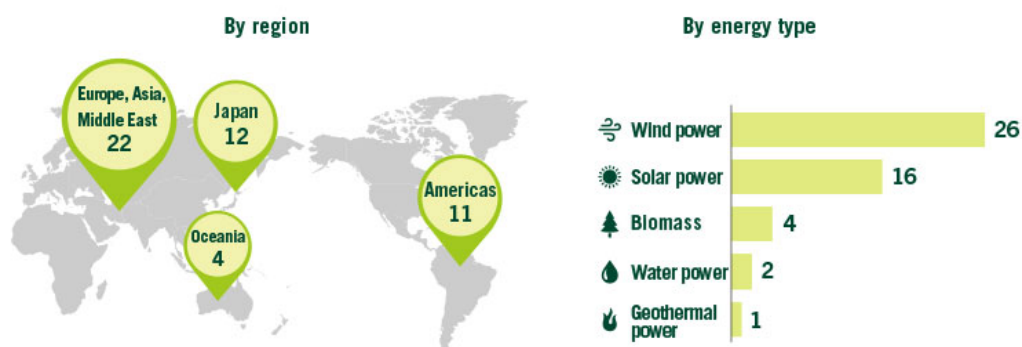 By region
Europe, Asia,
Middle East
22
Japan
12
Americas
11
Oceania
4
By energy type
Wind power 26
Solar power 16
Biomass 4
Water power 2
Geothermal
power 1